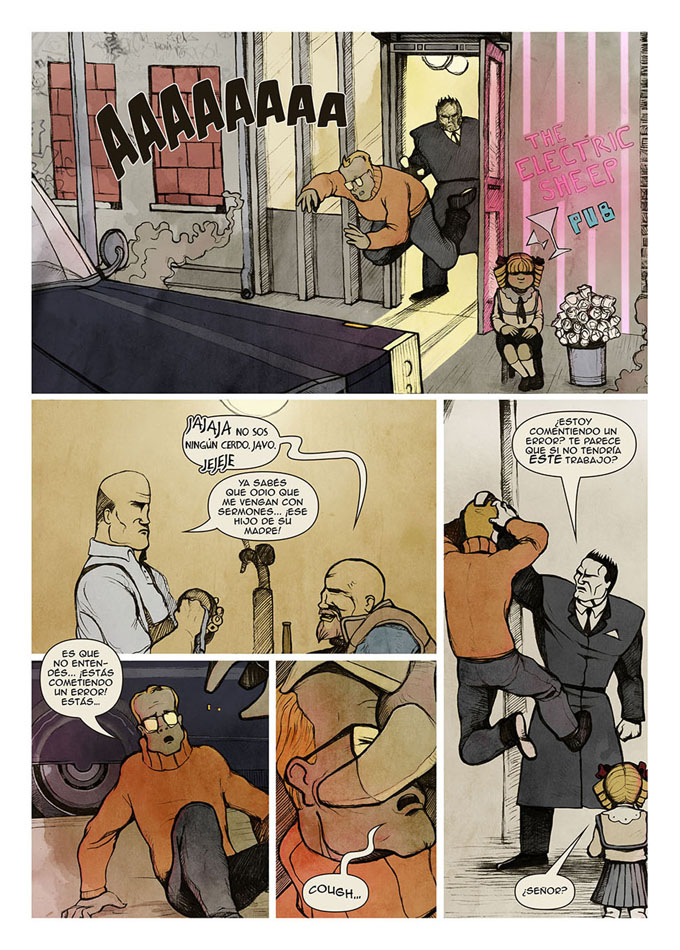 AAAAAAAA
THE
ELECTRIC
SHEEP
PUB
JAJAJA NO SOS
NINGÚN CERDO, JAVO.
JEJEJE
YA SABÉS
QUE ODIO QUE
ME VENGAN CON
SERMONES... ¡ESE
HIJO DE SU
MADRE!
ES QUE
NO ENTEN-
DÉS... ¡ESTÁS
COMETIENDO
UN ERROR!
ESTÁS...
COUGH...
¿ESTOY
COMENTIENDO UN
ERROR? TE PARECE
QUE SI NO TENDRÍA
ESTE TRABAJO?
¿SEÑOR?